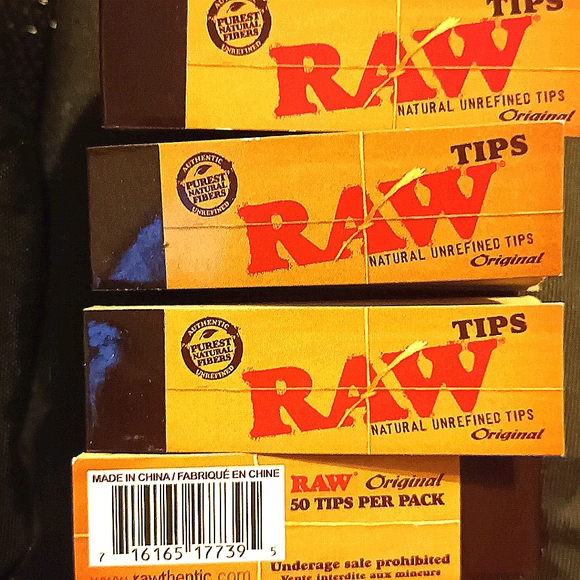 TIPS
PUREST
NATURAL
FIBERS
UNREFINED
RAW
NATURAL UNREFINED TIPS
Original
TIPS
AUTHENTIC
PUREST
NATURAL
FIBERS
UNREFINED
RAW
NATURAL UNREFINED TIPS
Original
TIPS
AUTHENTIC
PUREST
NATURAL
FIBERS
UNREFINED
RAW
NATURAL UNREFINED TIPS
Original
MADE IN CHINA / FABRIQUÉ EN CHINE
7 16165 17739 5
www.rawthentic.com
RAW® Original
50 TIPS PER PACK
Underage sale prohibited
Vente interdite aux mineurs